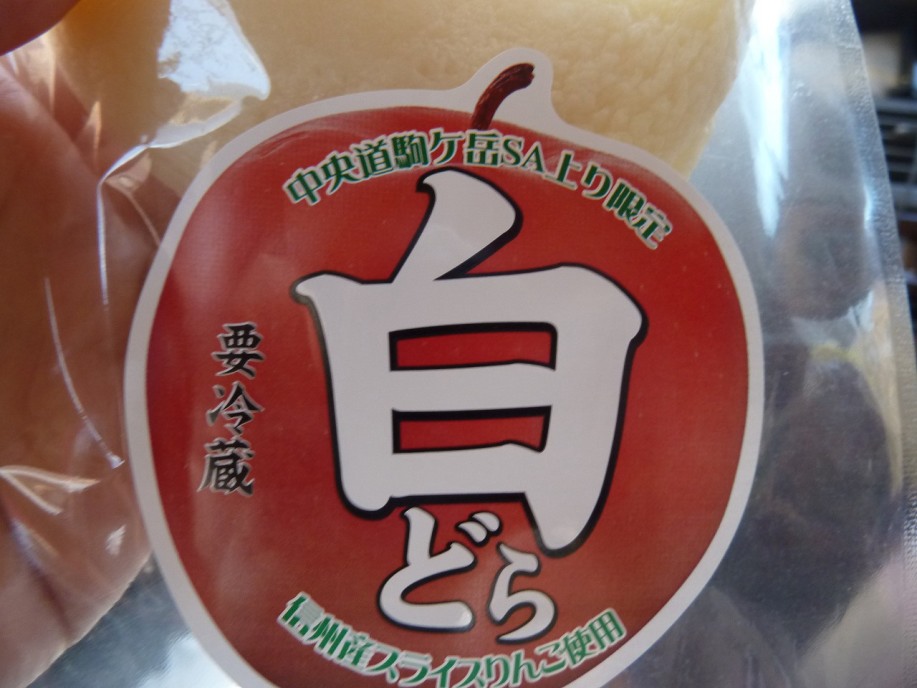 中央道駒ケ岳SA上り限定
白
どら
要冷蔵
信州産スライスりんご使用